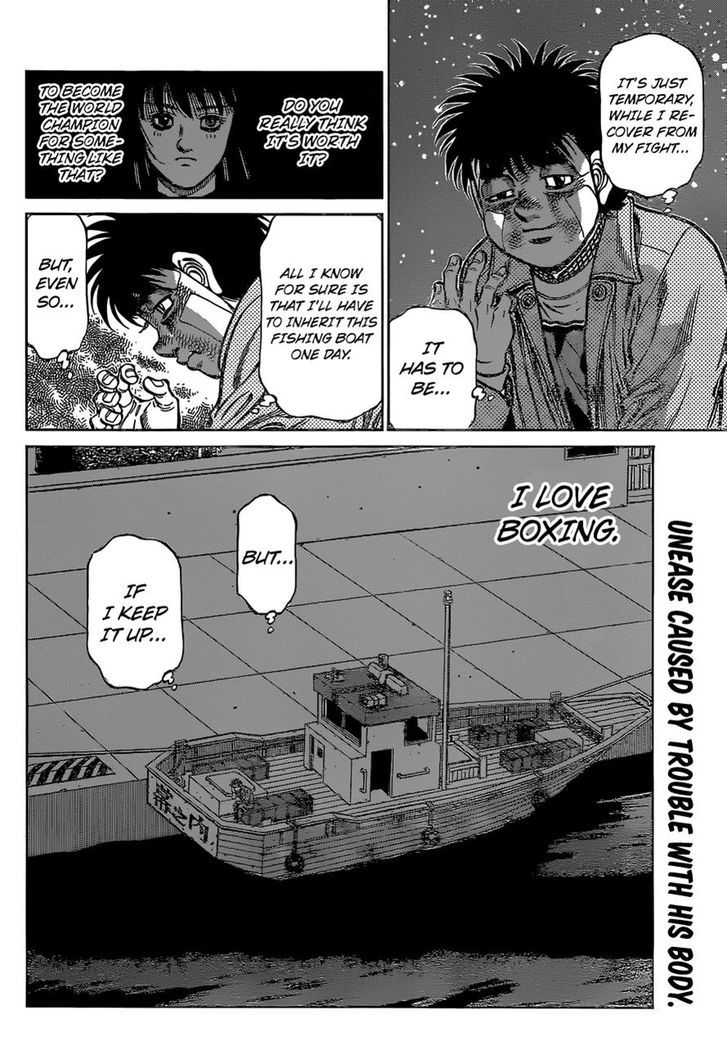 IT'S JUST
TEMPORARY,
WHILE I RE-
COVER FROM
MY FIGHT...
IT
HAS TO
BE...
DO YOU
REALLY THINK
IT'S WORTH
IT?
TO BECOME
THE WORLD
CHAMPION
FOR SOME-
THING LIKE
THAT?
ALL I KNOW
FOR SURE IS
THAT I'LL HAVE
TO INHERIT THIS
FISHING BOAT
ONE DAY.
BUT,
EVEN
SO...
I LOVE
BOXING.
BUT...
IF
I KEEP
IT UP...
幕之内
UNEASE CAUSED BY TROUBLE WITH HIS BODY.